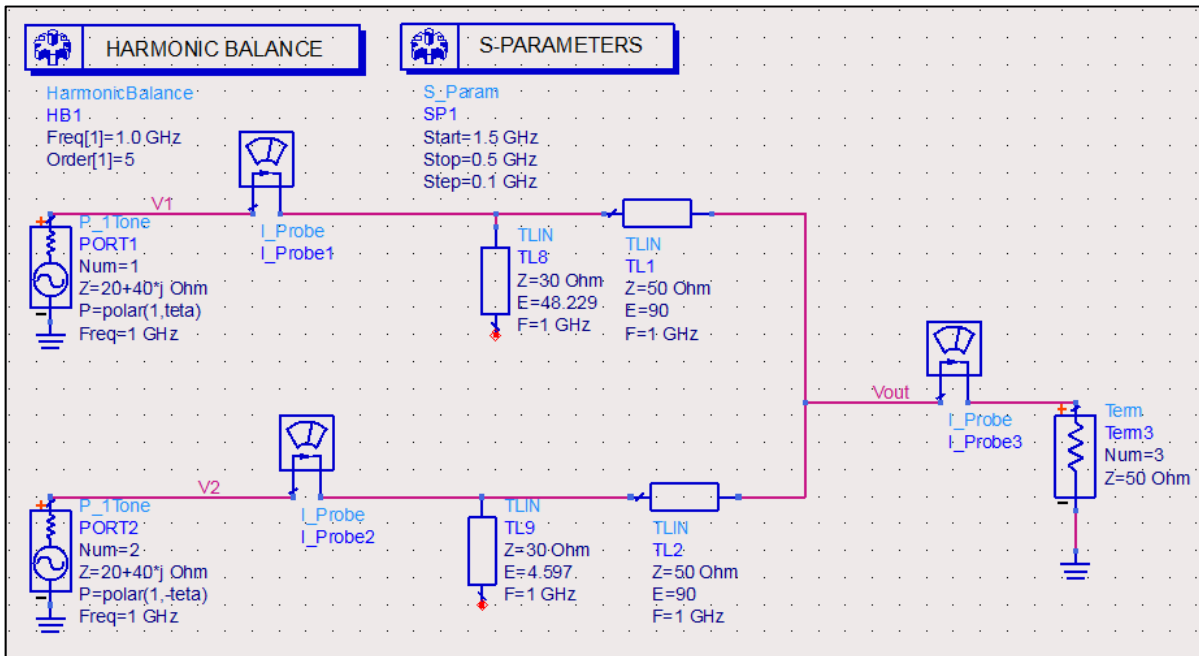 HARMONIC BALANCE
HarmonicBalance
HB1
Freq[1]=1.0 GHz
Order[1]=5
S-PARAMETERS
S_Param
SP1
Start=1.5 GHz
Stop=0.5 GHz
Step=0.1 GHz
V1
P_1Tone
PORT1
Num=1
Z=20+40*j Ohm
P=polar(1,teta)
Freq=1 GHz
I_Probe
I_Probe1
TLIN
TL8
Z=30 Ohm
E=48.229
F=1 GHz
TLIN
TL1
Z=50 Ohm
E=90
F=1 GHz
Vout
I_Probe
I_Probe3
Term
Term3
Num=3
Z=50 Ohm
V2
P_1Tone
PORT2
Num=2
Z=20+40*j Ohm
P=polar(1,-teta)
Freq=1 GHz
I_Probe
I_Probe2
TLIN
TL9
Z=30 Ohm
E=4.597
F=1 GHz
TLIN
TL2
Z=50 Ohm
E=90
F=1 GHz